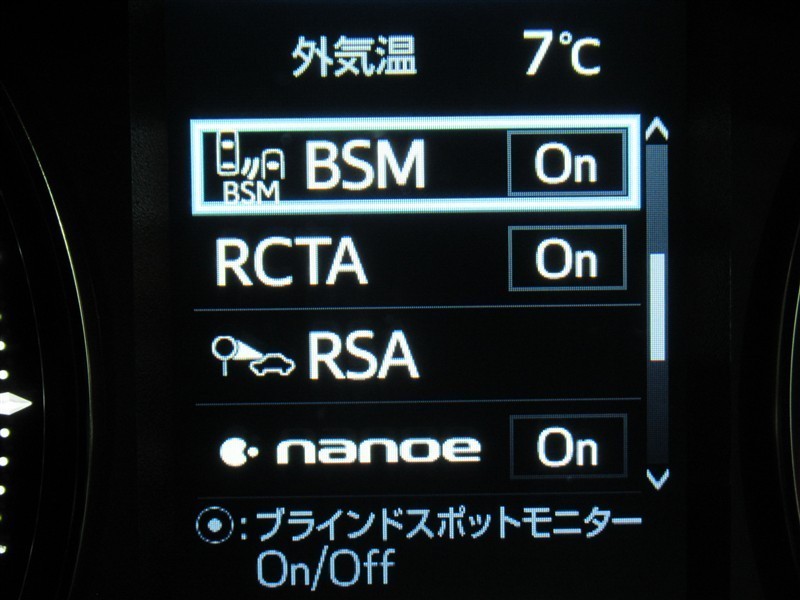 外気温 7℃
BSM BSM On
RCTA On
RSA
nanoe On
:ブラインドスポットモニター
On/Off